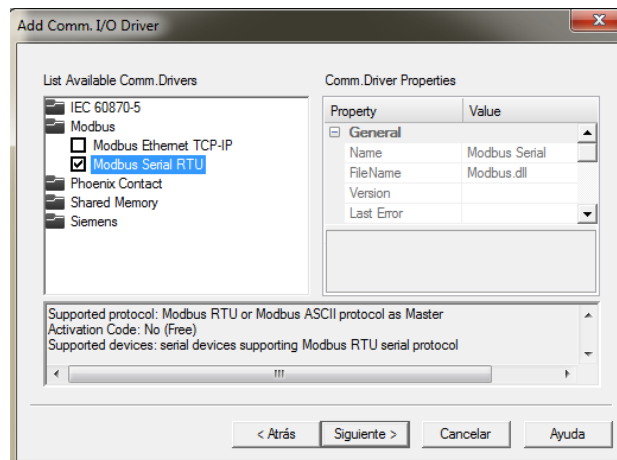 Add Comm. I/O Driver
List Available Comm.Drivers
IEC 60870-5
Modbus
Modbus Ethernet TCP-IP
Modbus Serial RTU
Phoenix Contact
Shared Memory
Siemens
Comm.Driver Properties
Property Value
General
Name Modbus Serial
FileName Modbus.dll
Version
Last Error
Supported protocol: Modbus RTU or Modbus ASCII protocol as Master
Activation Code: No (Free)
Supported devices: serial devices supporting Modbus RTU serial protocol
< Atrás Siguiente > Cancelar Ayuda